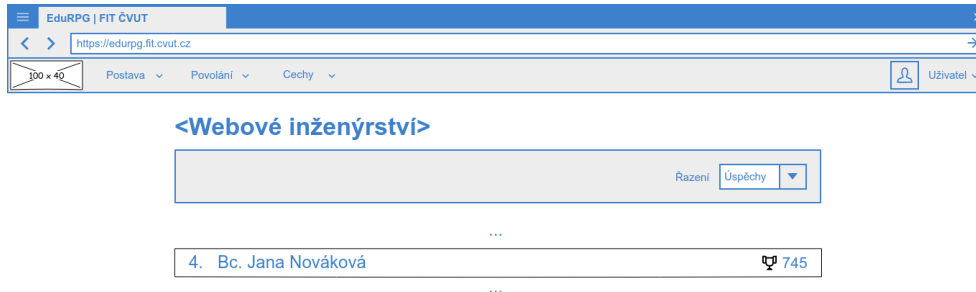 EduRPG | FIT ČVUT
https://edurpg.fit.cvut.cz
100 x 40 Postava Povolání Cechy Uživatel
<Webové inženýrství>
Řazení Úspěchy
...
4. Bc. Jana Nováková 745
...